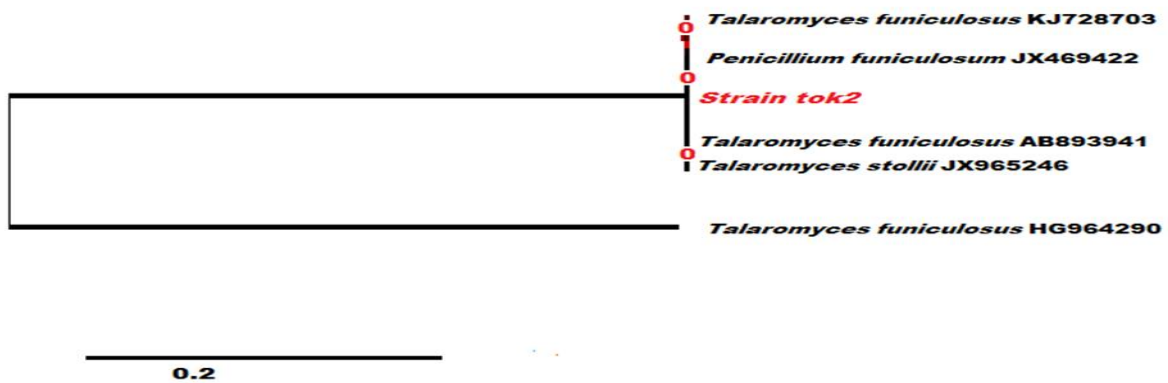 Talaromyces funiculosus KJ728703
0
1
Penicillium funiculosum JX469422
0
Strain tok2
Talaromyces funiculosus AB893941
0
Talaromyces stollii JX965246
Talaromyces funiculosus HG964290
0.2